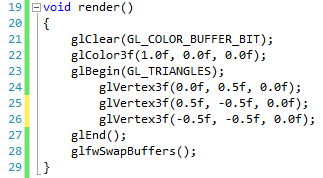 19 void render()
20 {
21 glClear(GL_COLOR_BUFFER_BIT);
22 glColor3f(1.0f, 0.0f, 0.0f);
23 glBegin(GL_TRIANGLES);
24 glVertex3f(0.0f, 0.5f, 0.0f);
25 glVertex3f(0.5f, -0.5f, 0.0f);
26 glVertex3f(-0.5f, -0.5f, 0.0f);
27 glEnd();
28 glfwSwapBuffers();
29 }